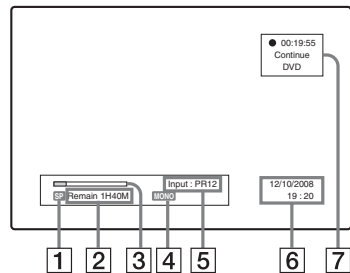 00:19:55
Continue
DVD
Input : PR12
SP Remain 1H40M MONO
12/10/2008
19 : 20
1 2 3 4 5 6 7